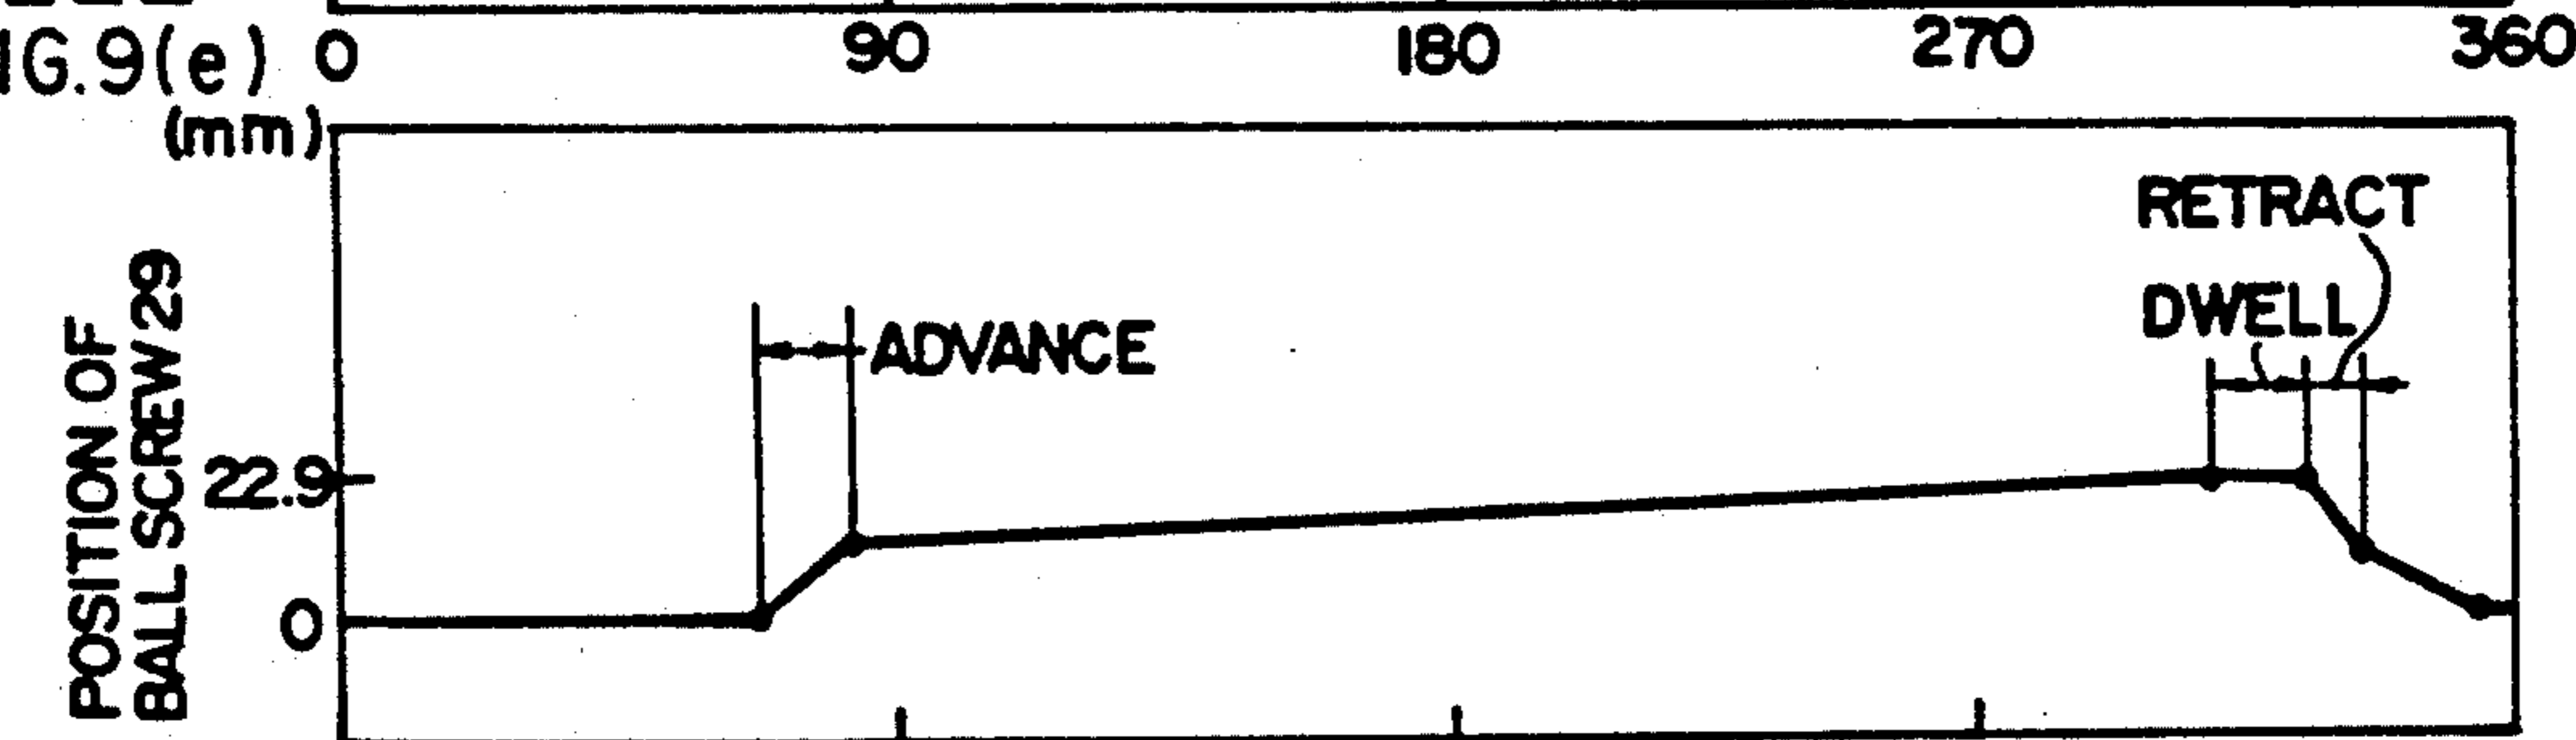 IG.9(e) 0 90 180 270 360
(mm)
RETRACT
DWELL
ADVANCE
POSITION OF
BALL SCREW 29
22.9
0